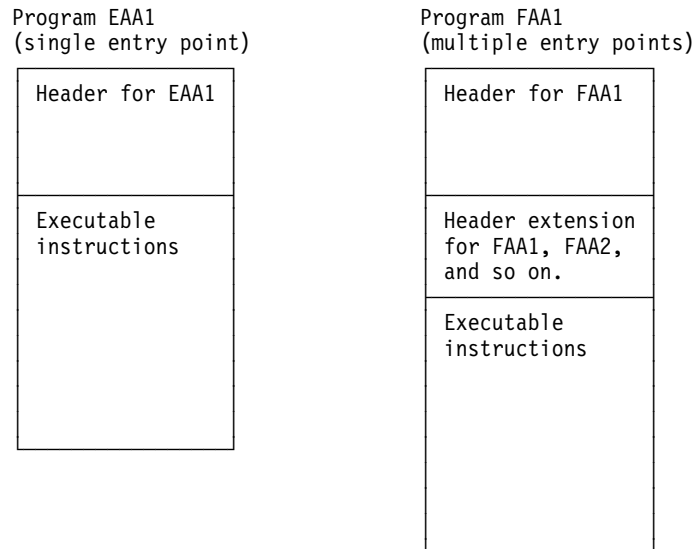 Program EAA1
(single entry point)
Header for EAA1
Executable
instructions
Program FAA1
(multiple entry points)
Header for FAA1
Header extension
for FAA1, FAA2,
and so on.
Executable
instructions